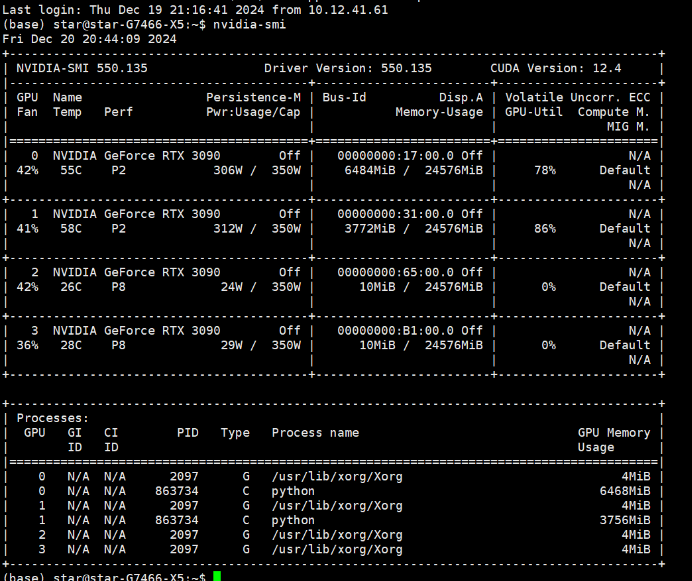 Last login: Thu Dec 19 21:16:41 2024 from 10.12.41.61
(base) star@star-G7466-X5:~$ nvidia-smi
Fri Dec 20 20:44:09 2024
+-----------------------------------------------------------------------------------------+
| NVIDIA-SMI 550.135                Driver Version: 550.135        CUDA Version: 12.4     |
|-----------------------------------------+------------------------+----------------------+
| GPU  Name                 Persistence-M | Bus-Id          Disp.A | Volatile Uncorr. ECC |
| Fan  Temp   Perf          Pwr:Usage/Cap |           Memory-Usage | GPU-Util  Compute M. |
|                                         |                        |               MIG M. |
|=========================================+========================+======================|
|   0  NVIDIA GeForce RTX 3090        Off |   00000000:17:00.0 Off |                  N/A |
| 42%   55C    P2            306W /  350W |    6484MiB /  24576MiB |     78%      Default |
|                                         |                        |                  N/A |
+-----------------------------------------+------------------------+----------------------+
|   1  NVIDIA GeForce RTX 3090        Off |   00000000:31:00.0 Off |                  N/A |
| 41%   58C    P2            312W /  350W |    3772MiB /  24576MiB |     86%      Default |
|                                         |                        |                  N/A |
+-----------------------------------------+------------------------+----------------------+
|   2  NVIDIA GeForce RTX 3090        Off |   00000000:65:00.0 Off |                  N/A |
| 42%   26C    P8             24W /  350W |      10MiB /  24576MiB |      0%      Default |
|                                         |                        |                  N/A |
+-----------------------------------------+------------------------+----------------------+
|   3  NVIDIA GeForce RTX 3090        Off |   00000000:B1:00.0 Off |                  N/A |
| 36%   28C    P8             29W /  350W |      10MiB /  24576MiB |      0%      Default |
|                                         |                        |                  N/A |
+-----------------------------------------+------------------------+----------------------+

+-----------------------------------------------------------------------------------------+
| Processes:                                                                              |
|  GPU   GI   CI        PID   Type   Process name                              GPU Memory |
|        ID   ID                                                               Usage      |
|=========================================================================================|
|    0   N/A  N/A      2097      G   /usr/lib/xorg/Xorg                              4MiB |
|    0   N/A  N/A    863734      C   python                                       6468MiB |
|    1   N/A  N/A      2097      G   /usr/lib/xorg/Xorg                              4MiB |
|    1   N/A  N/A    863734      C   python                                       3756MiB |
|    2   N/A  N/A      2097      G   /usr/lib/xorg/Xorg                              4MiB |
|    3   N/A  N/A      2097      G   /usr/lib/xorg/Xorg                              4MiB |
+-----------------------------------------------------------------------------------------+
(base) star@star-G7466-X5:~$